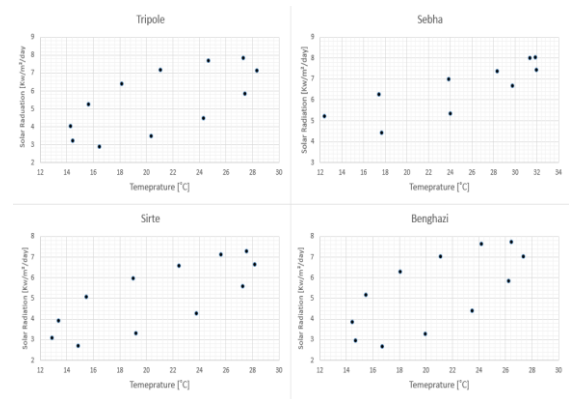 Tripole
Solar Raduation [Kw/m²/day
9
8
7
6
5
4
3
2
12 14 16 18 20 22 24 26 28 30
Temeprature [°C]
Sebha
Solar Radiation [Kw/m²/day]
9
8
7
6
5
4
3
12 14 16 18 20 22 24 26 28 30 32 34
Temeprature [°C]
Sirte
Solar Radiation [Kw/m²/day]
8
7
6
5
4
3
2
12 14 16 18 20 22 24 26 28 30
Temeprature [°C]
Benghazi
Solar Radiation [Kw/m²/day]
8
7
6
5
4
3
2
12 14 16 18 20 22 24 26 28 30
Temeprature [°C]